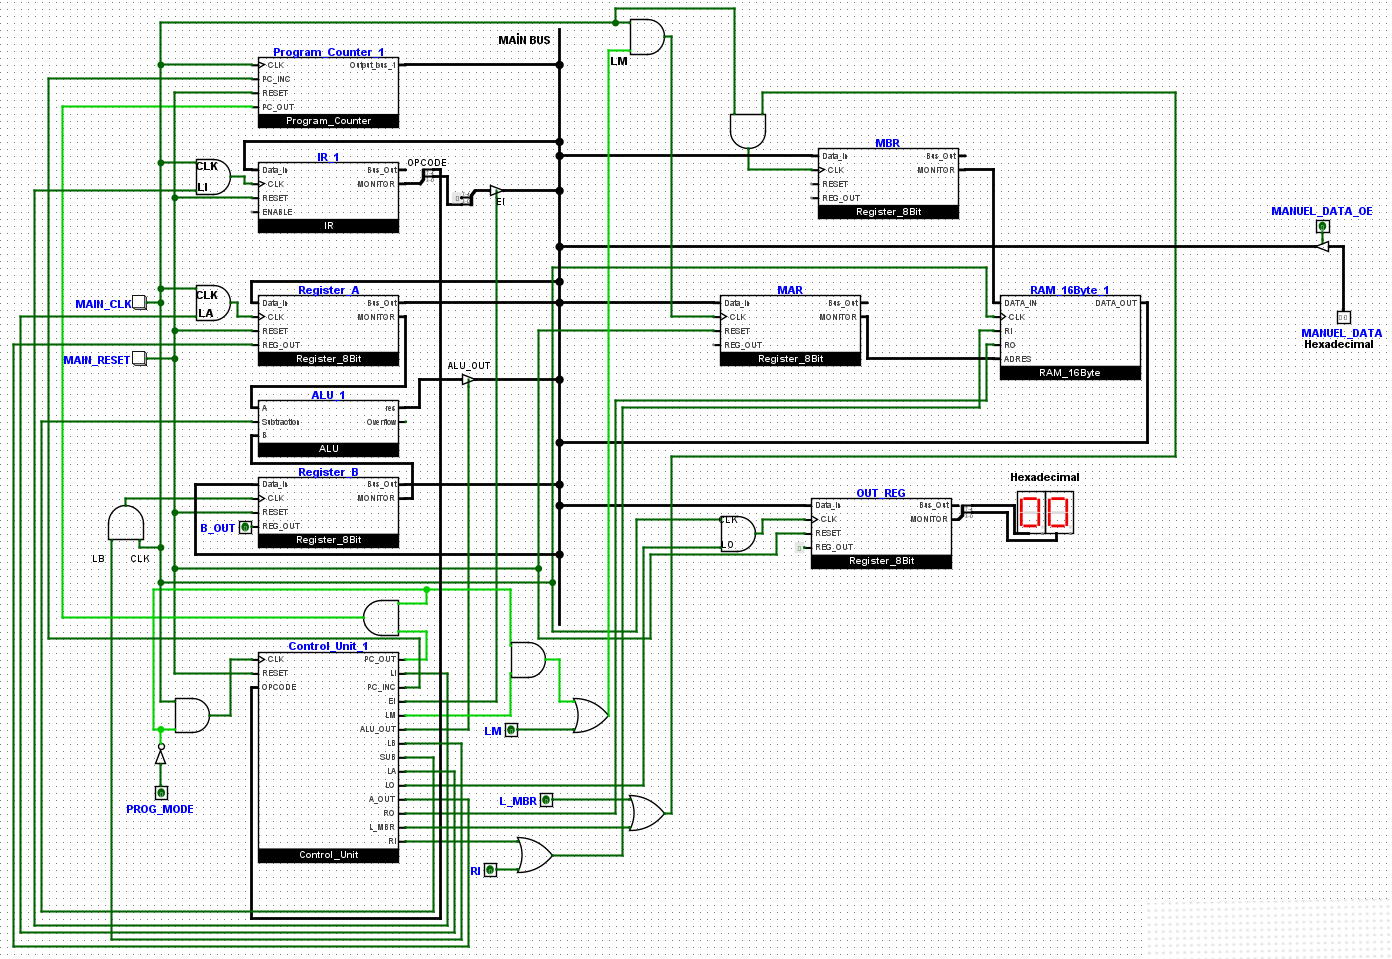 MAİN BUS
LM
Program_Counter_1
CLK
PC_INC
RESET
PC_OUT
Output_bus_1
Program_Counter
CLK
LI
IR_1
Data_In
CLK
RESET
ENABLE
Bus_Out
MONITOR
IR
OPCODE
EI
MBR
Data_In
CLK
RESET
REG_OUT
Bus_Out
MONITOR
Register_8Bit
MANUEL_DATA_OE
MANUEL_DATA
Hexadecimal
MAIN_CLK
MAIN_RESET
CLK
LA
Register_A
Data_In
CLK
RESET
REG_OUT
Bus_Out
MONITOR
Register_8Bit
MAR
Data_In
CLK
RESET
REG_OUT
Bus_Out
MONITOR
Register_8Bit
RAM_16Byte_1
DATA_IN
CLK
RI
RO
ADRES
DATA_OUT
RAM_16Byte
ALU_OUT
ALU_1
A
Subtraction
B
res
Overflow
ALU
Register_B
Data_In
CLK
RESET
REG_OUT
Bus_Out
MONITOR
Register_8Bit
B_OUT
LB
CLK
CLK
LO
OUT_REG
Data_In
CLK
RESET
REG_OUT
Bus_Out
MONITOR
Register_8Bit
Hexadecimal
00
Control_Unit_1
CLK
RESET
OPCODE
PC_OUT
LI
PC_INC
EI
LM
ALU_OUT
LB
SUB
LA
LO
A_OUT
RO
L_MBR
RI
Control_Unit
PROG_MODE
LM
L_MBR
RI